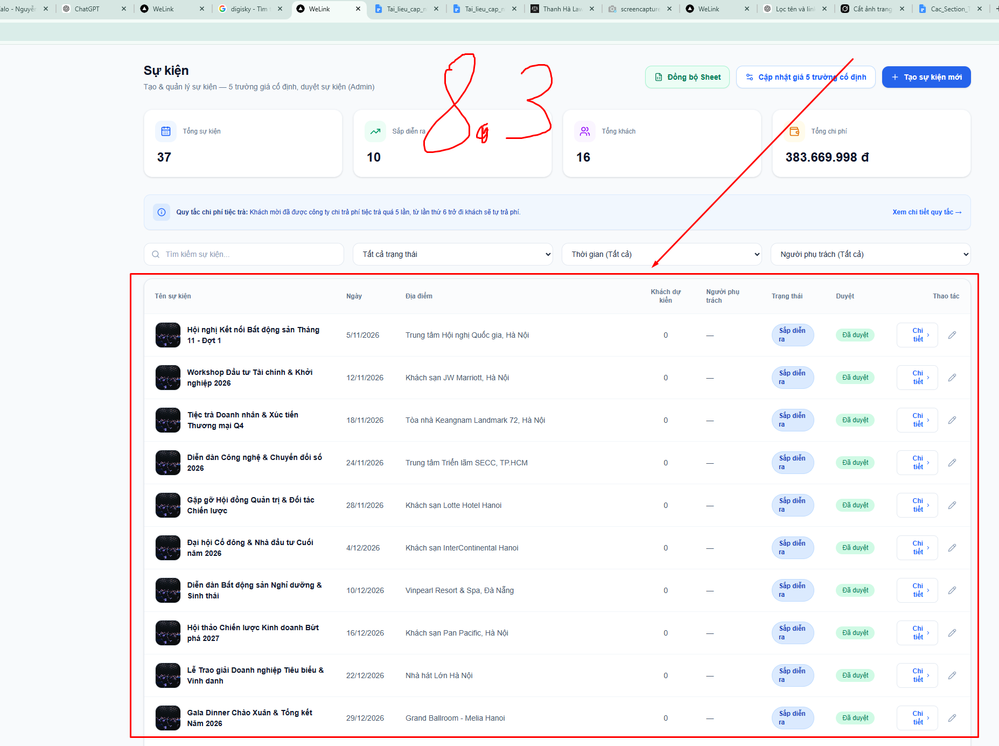 alo - Nguyễn
ChatGPT
WeLink
digisky - Tìm
WeLink
Tai_lieu_cap_n
Tai_lieu_cap_n
Thanh Hà Law
screencapture
WeLink
Lọc tên và link
Cắt ảnh trang
Cac_Section_T
Sự kiện
Tạo & quản lý sự kiện — 5 trường giá cố định, duyệt sự kiện (Admin)
8.3
Đồng bộ Sheet
Cập nhật giá 5 trường cố định
+ Tạo sự kiện mới
Tổng sự kiện
37
Sắp diễn ra
10
Tổng khách
16
Tổng chi phí
383.669.998 đ
Quy tắc chi phí tiệc trà: Khách mời đã được công ty chi trả phí tiệc trà quá 5 lần, từ lần thứ 6 trở đi khách sẽ tự trả phí.
Xem chi tiết quy tắc →
Tìm kiếm sự kiện...
Tất cả trạng thái
Thời gian (Tất cả)
Người phụ trách (Tất cả)
Tên sự kiện Ngày Địa điểm Khách dự kiến Người phụ trách Trạng thái Duyệt Thao tác
Hội nghị Kết nối Bất động sản Tháng 11 - Đợt 1 5/11/2026 Trung tâm Hội nghị Quốc gia, Hà Nội 0 — Sắp diễn ra Đã duyệt Chi tiết ›
Workshop Đầu tư Tài chính & Khởi nghiệp 2026 12/11/2026 Khách sạn JW Marriott, Hà Nội 0 — Sắp diễn ra Đã duyệt Chi tiết ›
Tiệc trà Doanh nhân & Xúc tiến Thương mại Q4 18/11/2026 Tòa nhà Keangnam Landmark 72, Hà Nội 0 — Sắp diễn ra Đã duyệt Chi tiết ›
Diễn đàn Công nghệ & Chuyển đổi số 2026 24/11/2026 Trung tâm Triển lãm SECC, TP.HCM 0 — Sắp diễn ra Đã duyệt Chi tiết ›
Gặp gỡ Hội đồng Quản trị & Đối tác Chiến lược 28/11/2026 Khách sạn Lotte Hotel Hanoi 0 — Sắp diễn ra Đã duyệt Chi tiết ›
Đại hội Cổ đông & Nhà đầu tư Cuối năm 2026 4/12/2026 Khách sạn InterContinental Hanoi 0 — Sắp diễn ra Đã duyệt Chi tiết ›
Diễn đàn Bất động sản Nghỉ dưỡng & Sinh thái 10/12/2026 Vinpearl Resort & Spa, Đà Nẵng 0 — Sắp diễn ra Đã duyệt Chi tiết ›
Hội thảo Chiến lược Kinh doanh Bứt phá 2027 16/12/2026 Khách sạn Pan Pacific, Hà Nội 0 — Sắp diễn ra Đã duyệt Chi tiết ›
Lễ Trao giải Doanh nghiệp Tiêu biểu & Vinh danh 22/12/2026 Nhà hát Lớn Hà Nội 0 — Sắp diễn ra Đã duyệt Chi tiết ›
Gala Dinner Chào Xuân & Tổng kết Năm 2026 29/12/2026 Grand Ballroom - Melia Hanoi 0 — Sắp diễn ra Đã duyệt Chi tiết ›